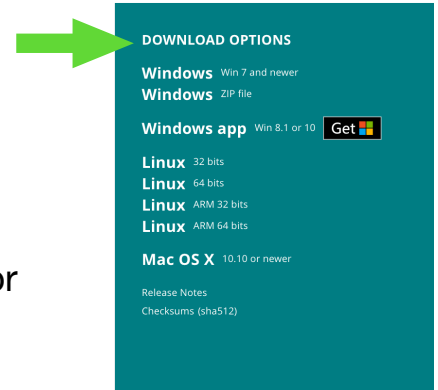 DOWNLOAD OPTIONS
Windows Win 7 and newer
Windows ZIP file
Windows app Win 8.1 or 10 Get
Linux 32 bits
Linux 64 bits
Linux ARM 32 bits
Linux ARM 64 bits
Mac OS X 10.10 or newer
or
Release Notes
Checksums (sha512)